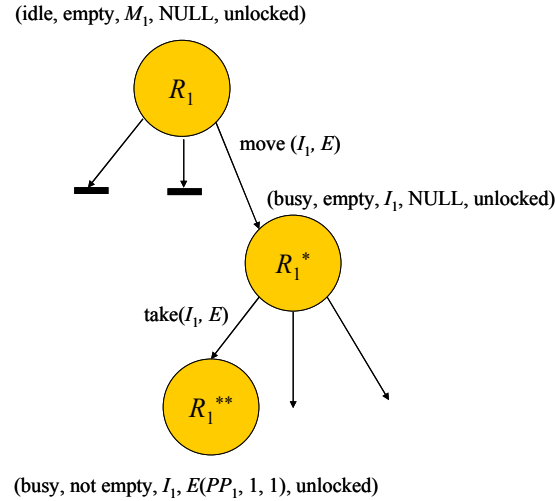 (idle, empty, M₁, NULL, unlocked)
R₁
move (I₁, E)
(busy, empty, I₁, NULL, unlocked)
R₁*
take(I₁, E)
R₁**
(busy, not empty, I₁, E(PP₁, 1, 1), unlocked)